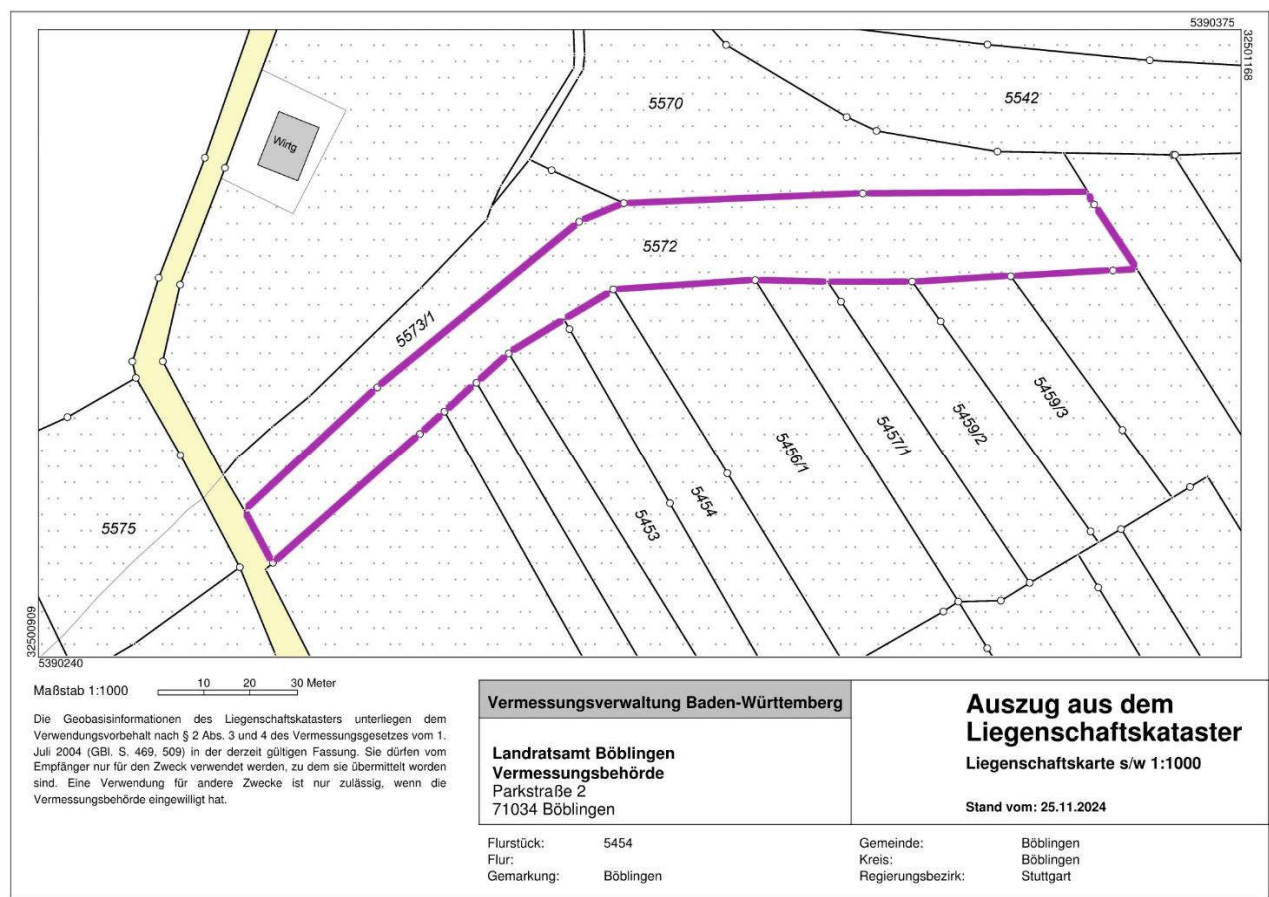 5390375
32501168
5570
5542
Wirtg
5572
5573/1
5459/3
5459/2
5457/1
5456/1
5454
5453
5575
32500909
5390240
Maßstab 1:1000
10 20 30 Meter
Die Geobasisinformationen des Liegenschaftskatasters unterliegen dem
Verwendungsvorbehalt nach § 2 Abs. 3 und 4 des Vermessungsgesetzes vom 1.
Juli 2004 (GBl. S. 469, 509) in der derzeit gültigen Fassung. Sie dürfen vom
Empfänger nur für den Zweck verwendet werden, zu dem sie übermittelt worden
sind. Eine Verwendung für andere Zwecke ist nur zulässig, wenn die
Vermessungsbehörde eingewilligt hat.
Vermessungsverwaltung Baden-Württemberg
Landratsamt Böblingen
Vermessungsbehörde
Parkstraße 2
71034 Böblingen
Auszug aus dem
Liegenschaftskataster
Liegenschaftskarte s/w 1:1000
Stand vom: 25.11.2024
Flurstück: 5454
Flur:
Gemarkung: Böblingen
Gemeinde: Böblingen
Kreis: Böblingen
Regierungsbezirk: Stuttgart